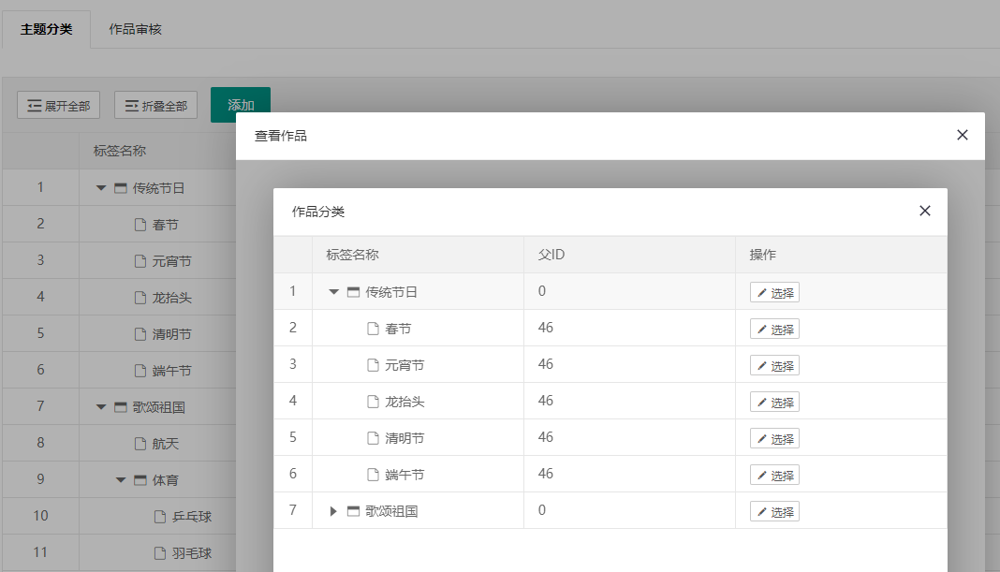 主题分类 作品审核
展开全部 折叠全部 添加
标签名称
1 传统节日
2 春节
3 元宵节
4 龙抬头
5 清明节
6 端午节
7 歌颂祖国
8 航天
9 体育
10 乒乓球
11 羽毛球
查看作品
作品分类
标签名称 父ID 操作
1 传统节日 0 选择
2 春节 46 选择
3 元宵节 46 选择
4 龙抬头 46 选择
5 清明节 46 选择
6 端午节 46 选择
7 歌颂祖国 0 选择